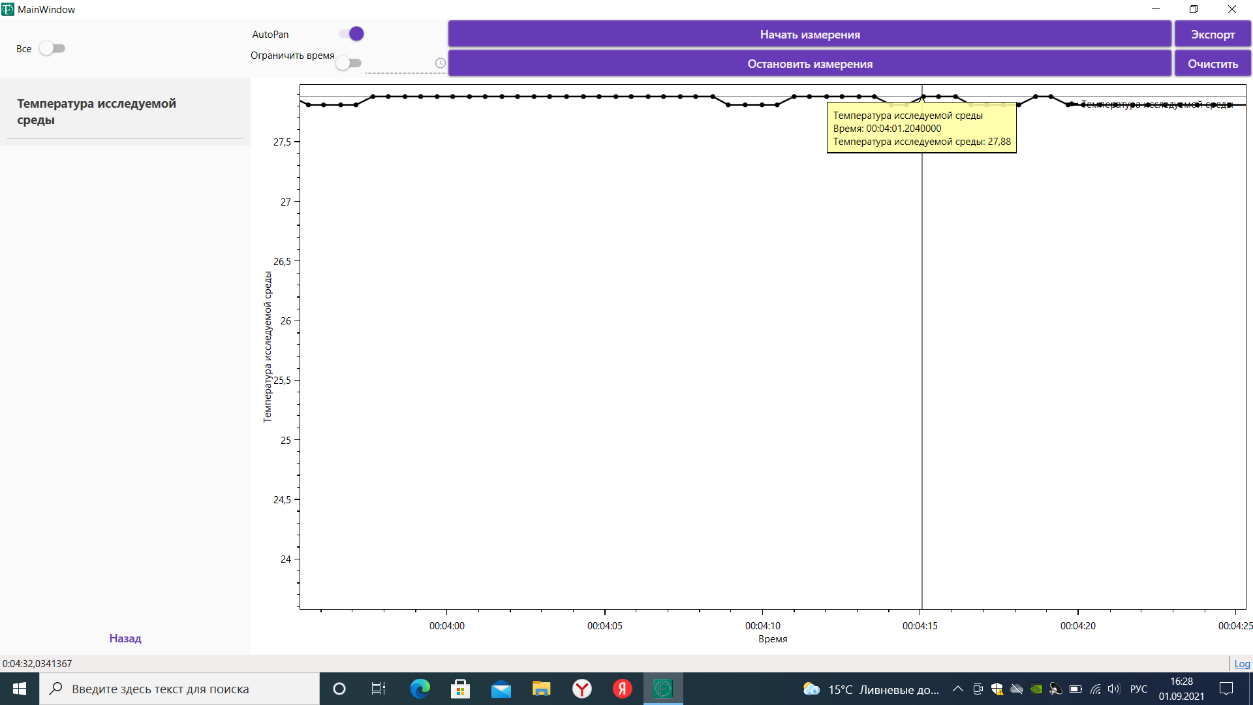 MainWindow
Все
AutoPan
Ограничить время
Начать измерения
Экспорт
Остановить измерения
Очистить
Температура исследуемой
среды
Температура исследуемой среды
Температура исследуемой среды
Время: 00:04:01.2040000
Температура исследуемой среды: 27,88
27,5
27
26,5
26
25,5
25
24,5
24
Температура исследуемой среды
00:04:00
00:04:05
00:04:10
00:04:15
00:04:20
00:04:25
Время
Назад
0:04:32,0341367
Log
Введите здесь текст для поиска
15°C Ливневые до...
РУС
16:28
01.09.2021